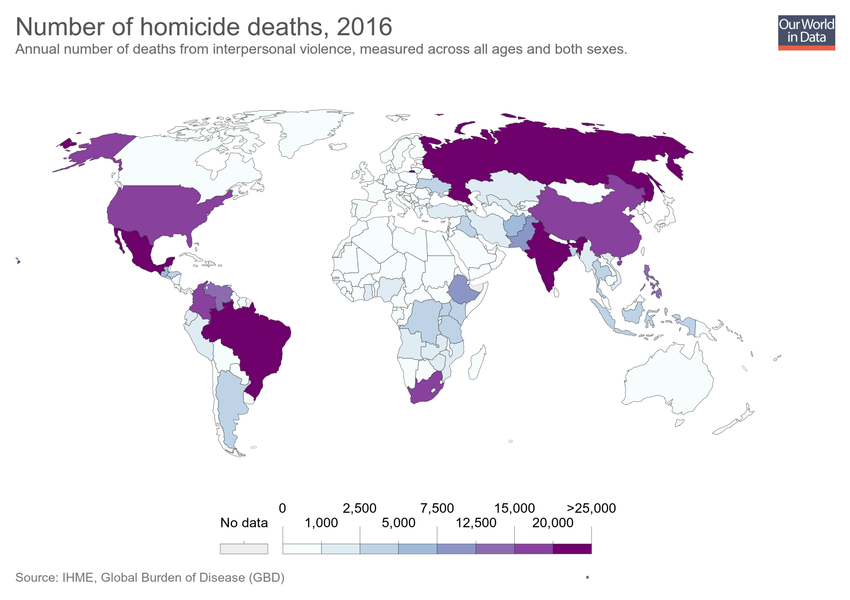 Number of homicide deaths, 2016
Annual number of deaths from interpersonal violence, measured across all ages and both sexes.
Our World
in Data
0 2,500 7,500 15,000 >25,000
No data 1,000 5,000 12,500 20,000
Source: IHME, Global Burden of Disease (GBD)